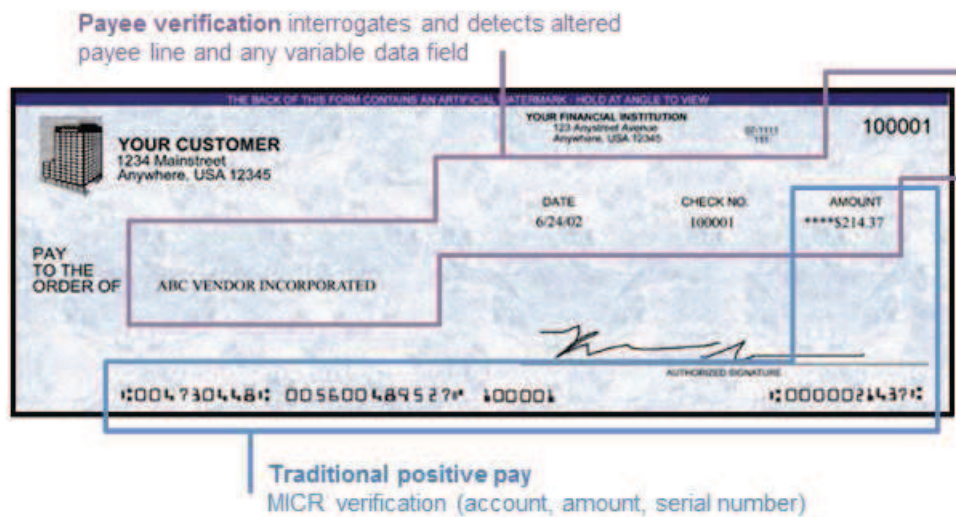 Payee verification interrogates and detects altered
payee line and any variable data field
THE BACK OF THIS FORM CONTAINS AN ARTIFICIAL WATERMARK - HOLD AT ANGLE TO VIEW
YOUR CUSTOMER
1234 Mainstreet
Anywhere, USA 12345
YOUR FINANCIAL INSTITUTION
123 Anystreet Avenue
Anywhere, USA 12345
100001
DATE CHECK NO. AMOUNT
6/24/02 100001 ****$214.37
PAY
TO THE
ORDER OF ABC VENDOR INCORPORATED
AUTHORIZED SIGNATURE
⑆004730448⑆ 005600489527⑈ 100001 ⑆0000021437⑆
Traditional positive pay
MICR verification (account, amount, serial number)